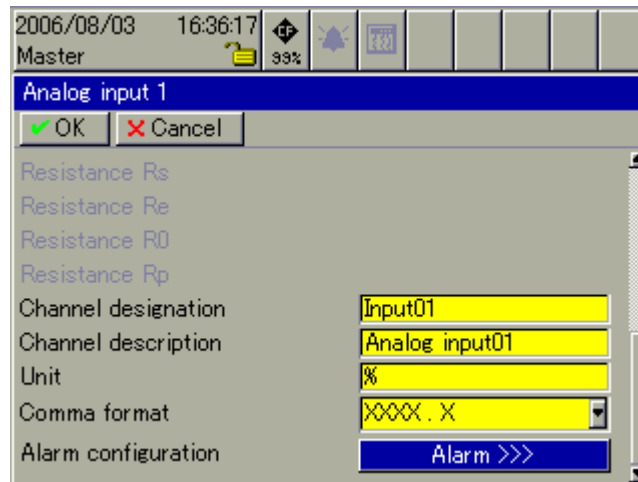 2006/08/03 16:36:17
Master
CF
99%
Analog input 1
OK Cancel
Resistance Rs
Resistance Re
Resistance R0
Resistance Rp
Channel designation Input01
Channel description Analog input01
Unit %
Comma format XXXX . X
Alarm configuration Alarm >>>